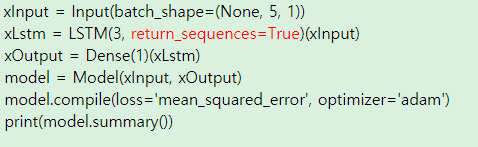 xInput = Input(batch_shape=(None, 5, 1))
xLstm = LSTM(3, return_sequences=True)(xInput)
xOutput = Dense(1)(xLstm)
model = Model(xInput, xOutput)
model.compile(loss='mean_squared_error', optimizer='adam')
print(model.summary())